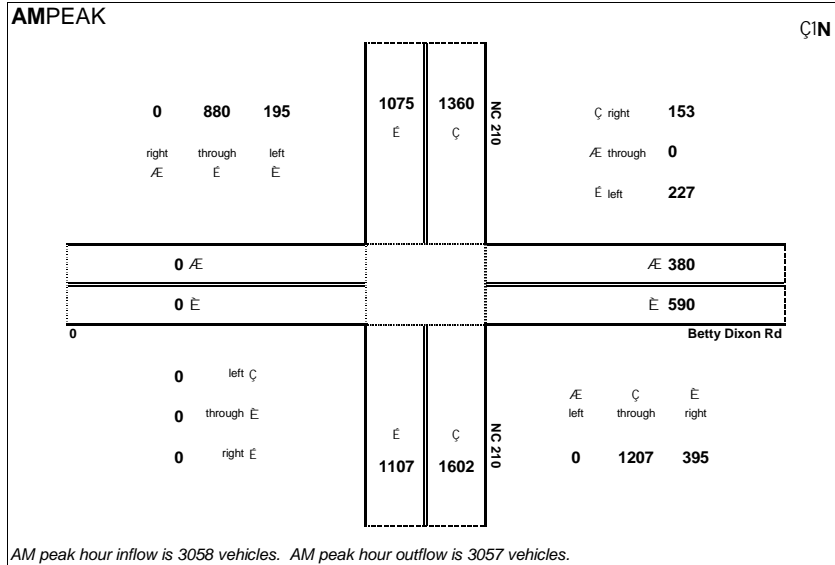 AMPEAK
Ç1N
0 880 195
right through left
Æ É È
1075 1360
É Ç
NC 210
Ç right 153
Æ through 0
É left 227
0 Æ
0 È
0
Æ 380
È 590
Betty Dixon Rd
0 left Ç
0 through È
0 right É
É Ç
1107 1602
NC 210
Æ Ç È
left through right
0 1207 395
AM peak hour inflow is 3058 vehicles. AM peak hour outflow is 3057 vehicles.